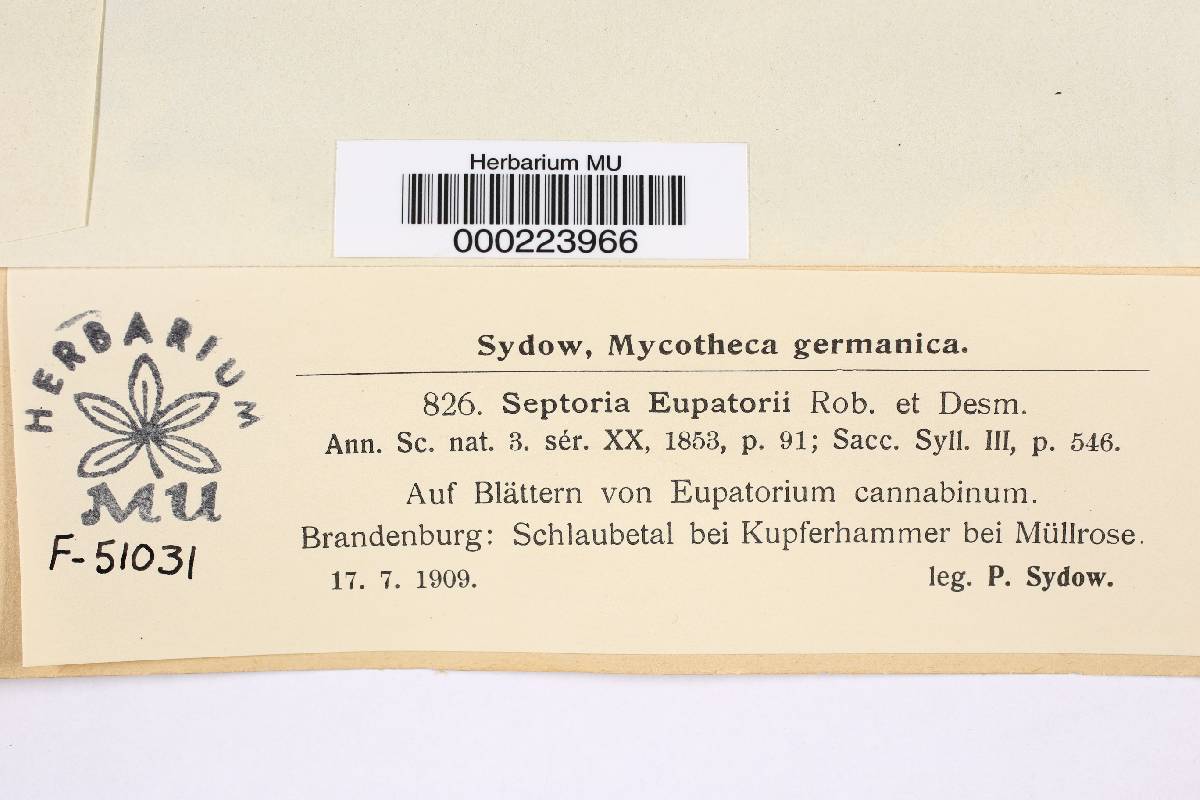 Herbarium MU
000223966
HERBARIUM
MU
F-51031
Sydow, Mycotheca germanica.
826. Septoria Eupatorii Rob. et Desm.
Ann. Sc. nat. 3. sér. XX, 1853, p. 91; Sacc. Syll. III, p. 546.
Auf Blättern von Eupatorium cannabinum.
Brandenburg: Schlaubetal bei Kupferhammer bei Müllrose.
17. 7. 1909. leg. P. Sydow.